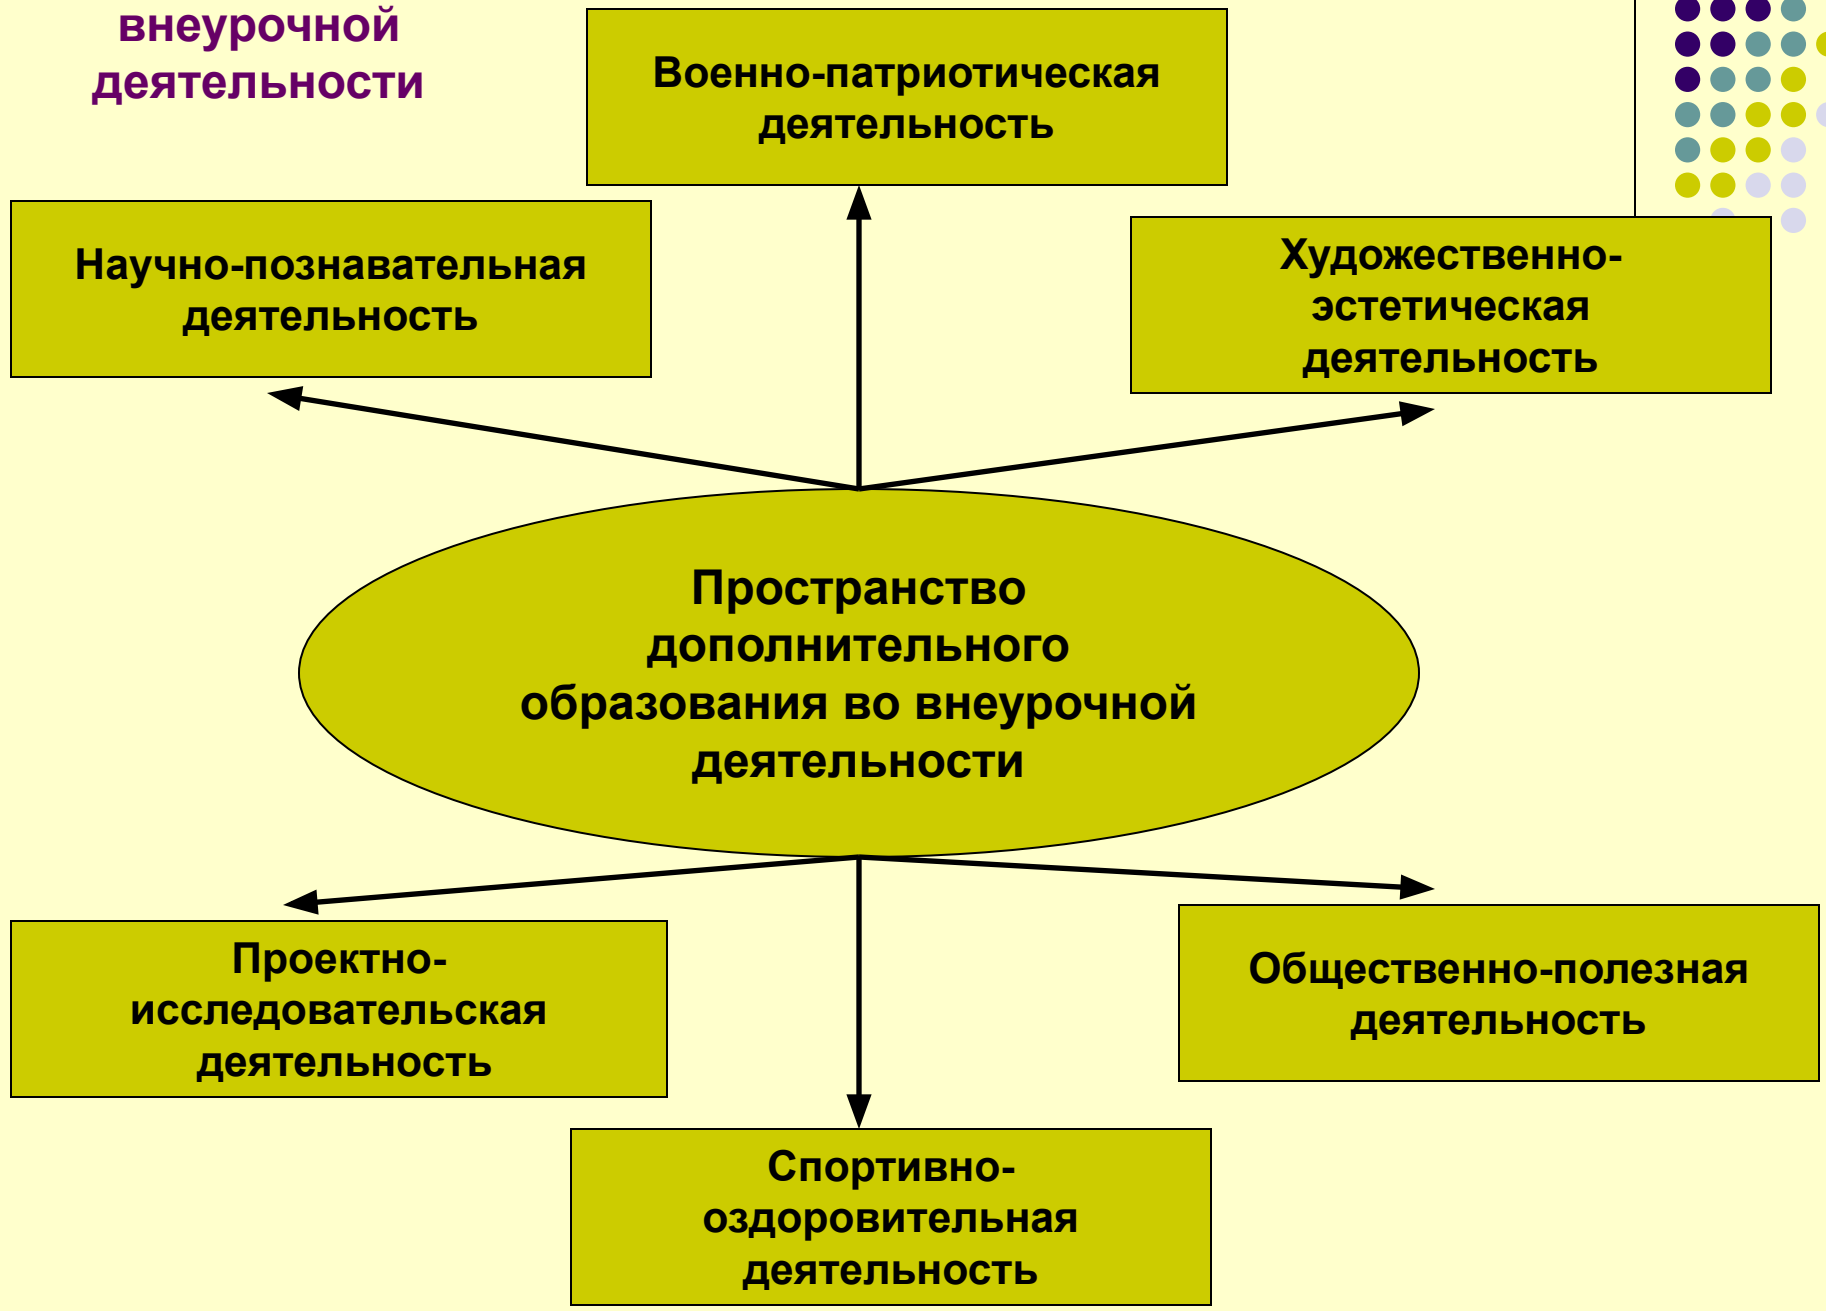 внеурочной
деятельности
Военно-патриотическая
деятельность
Научно-познавательная
деятельность
Художественно-
эстетическая
деятельность
Пространство
дополнительного
образования во внеурочной
деятельности
Проектно-
исследовательская
деятельность
Общественно-полезная
деятельность
Спортивно-
оздоровительная
деятельность